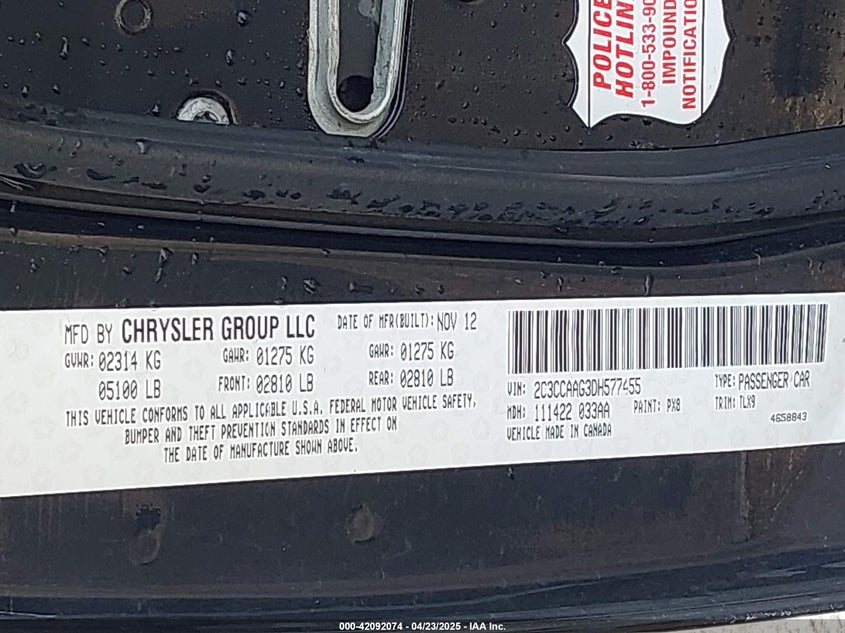 POLICE
HOTLINE
1-800-533-90
IMPOUND
NOTIFICATION
MFD BY CHRYSLER GROUP LLC
DATE OF MFR(BUILT): NOV 12
GVWR: 02314 KG
GAWR: 01275 KG
GAWR: 01275 KG
05100 LB
FRONT: 02810 LB
REAR: 02810 LB
THIS VEHICLE CONFORMS TO ALL APPLICABLE U.S.A. FEDERAL MOTOR VEHICLE SAFETY,
BUMPER AND THEFT PREVENTION STANDARDS IN EFFECT ON
THE DATE OF MANUFACTURE SHOWN ABOVE.
VIN: 2C3CCAAG3DH577455
TYPE: PASSENGER CAR
MDH: 111422 033AA
PAINT: PX8
TRIM: TLX9
VEHICLE MADE IN CANADA
4658843
000-42092074 - 04/23/2025 - IAA Inc.